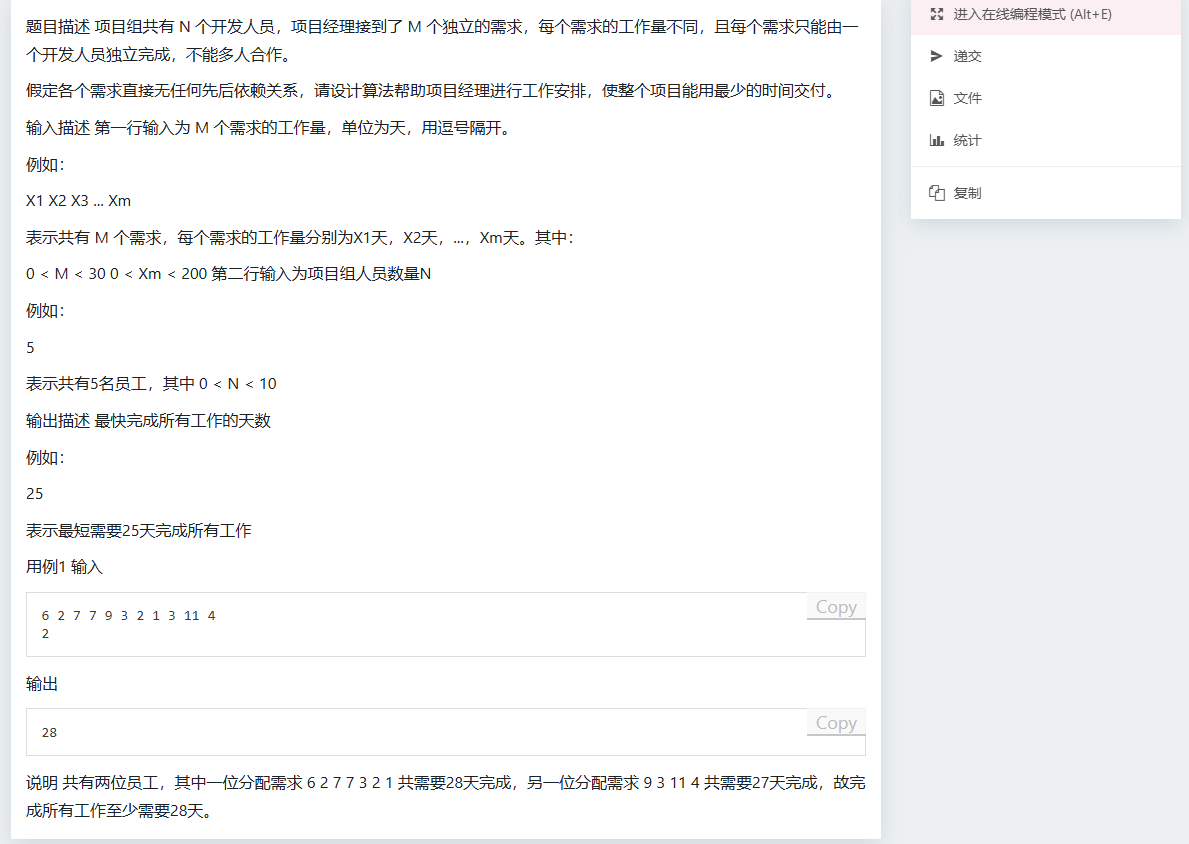 题目描述 项目组共有 N 个开发人员，项目经理接到了 M 个独立的需求，每个需求的工作量不同，且每个需求只能由一
个开发人员独立完成，不能多人合作。
假定各个需求直接无任何先后依赖关系，请设计算法帮助项目经理进行工作安排，使整个项目能用最少的时间交付。
输入描述 第一行输入为 M 个需求的工作量，单位为天，用逗号隔开。
例如：
X1 X2 X3 ... Xm
表示共有 M 个需求，每个需求的工作量分别为X1天，X2天，...，Xm天。其中：
0 < M < 30 0 < Xm < 200 第二行输入为项目组人员数量N
例如：
5
表示共有5名员工，其中 0 < N < 10
输出描述 最快完成所有工作的天数
例如：
25
表示最短需要25天完成所有工作
用例1 输入
Copy
6 2 7 7 9 3 2 1 3 11 4
2
输出
Copy
28
说明 共有两位员工，其中一位分配需求 6 2 7 7 3 2 1 共需要28天完成，另一位分配需求 9 3 11 4 共需要27天完成，故完
成所有工作至少需要28天。
进入在线编程模式 (Alt+E)
递交
文件
统计
复制